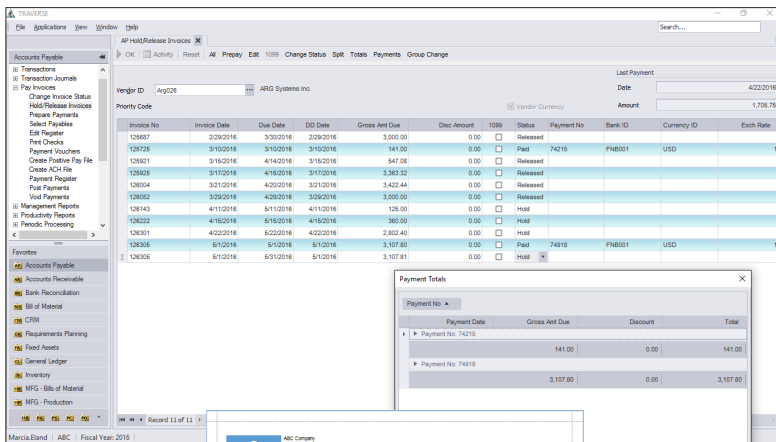 TRAVERSE
File Applications View Window Help
Search...
AP Hold/Release Invoices
OK Activity Reset All Prepay Edit 1099 Change Status Split Totals Payments Group Change
Accounts Payable
Transactions
Transaction Journals
Pay Invoices
Change Invoice Status
Hold/Release Invoices
Prepare Payments
Select Payables
Edit Register
Print Checks
Payment Vouchers
Create Positive Pay File
Create ACH File
Payment Register
Post Payments
Void Payments
Management Reports
Productivity Reports
Periodic Processing
Favorites
Accounts Payable
Accounts Receivable
Bank Reconciliation
Bill of Material
CRM
Requirements Planning
Fixed Assets
General Ledger
Inventory
MFG - Bills of Material
MFG - Production
Last Payment
Vendor ID Arg026 ARG Systems Inc. Date 4/22/2016
Priority Code Vendor Currency Amount 1,705.75
Invoice No Invoice Date Due Date DD Date Gross Amt Due Disc Amount 1099 Status Payment No Bank ID Currency ID Exch Rate
125687 2/29/2016 3/30/2016 2/29/2016 3,000.00 0.00 Released
125725 3/10/2016 3/10/2016 3/10/2016 141.00 0.00 Paid 74215 FNB001 USD 1
125921 3/15/2016 4/14/2016 3/15/2016 547.08 0.00 Released
125925 3/17/2016 4/16/2016 3/17/2016 3,363.32 0.00 Released
126004 3/21/2016 4/20/2016 3/21/2016 3,422.44 0.00 Released
126052 3/29/2016 4/28/2016 3/29/2016 3,000.00 0.00 Released
126143 4/11/2016 5/11/2016 4/11/2016 125.00 0.00 Hold
126222 4/15/2016 5/15/2016 4/15/2016 360.00 0.00 Hold
126301 4/22/2016 5/22/2016 4/22/2016 2,802.40 0.00 Hold
126305 5/1/2016 5/1/2016 5/1/2016 3,107.80 0.00 Paid 74918 FNB001 USD 1
126305 5/1/2016 5/31/2016 5/1/2016 3,107.81 0.00 Hold
Payment Totals
Payment No
Payment Date Gross Amt Due Discount Total
Payment No: 74215
141.00 0.00 141.00
Payment No: 74918
3,107.80 0.00 3,107.80
Record 11 of 11
ABC Company
Marcia.Eland ABC Fiscal Year: 2016